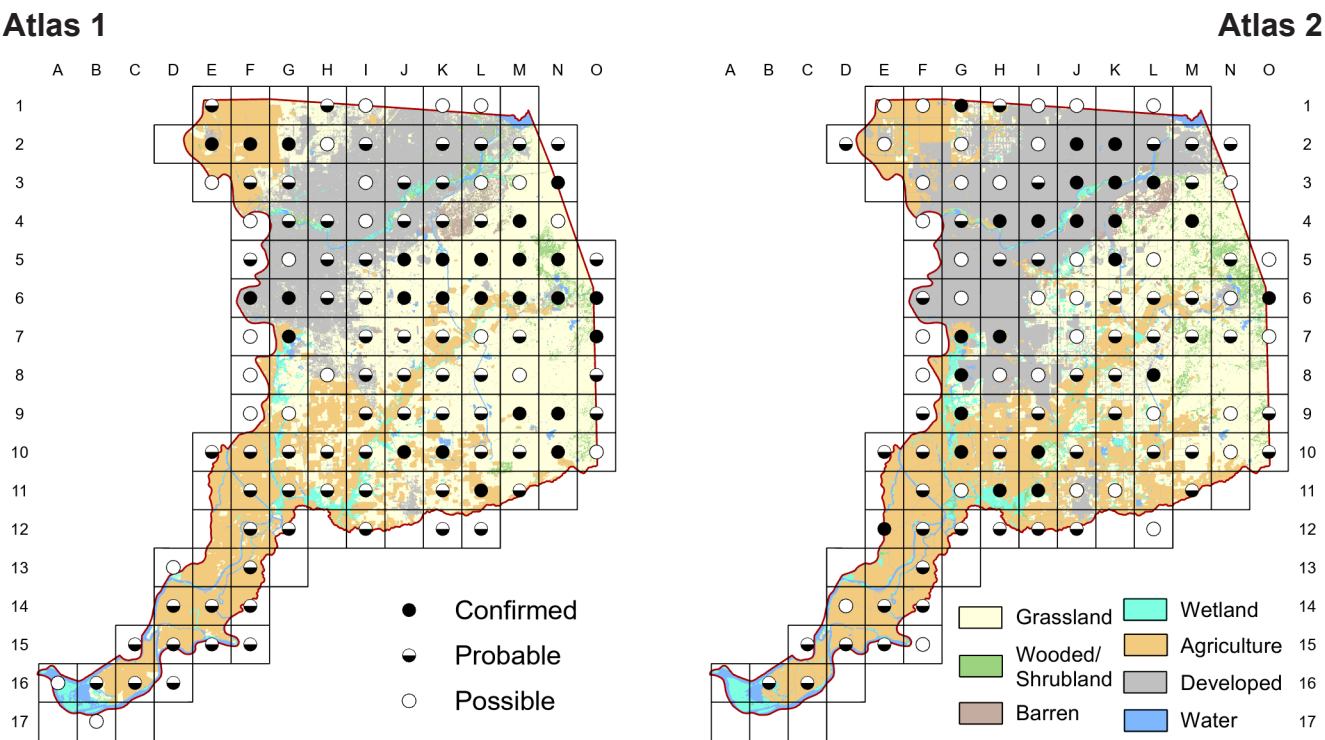 Atlas 1
Atlas 2
A B C D E F G H I J K L M N O
A B C D E F G H I J K L M N O
1 1
2 2
3 3
4 4
5 5
6 6
7 7
8 8
9 9
10 10
11 11
12 12
13 13
14 14
15 15
16 16
17 17
Confirmed
Probable
Possible
Grassland
Wooded/
Shrubland
Barren
Wetland
Agriculture
Developed
Water